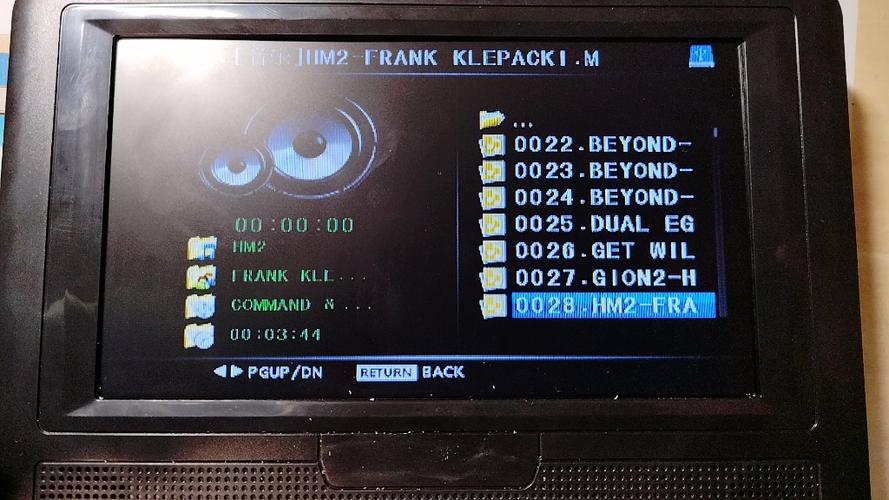 ]HM2-FRANK KLEPACKI.M
00:00:00
HM2
FRANK KLE...
COMMAND & ...
00:03:44
...
0022.BEYOND-
0023.BEYOND-
0024.BEYOND-
0025.DUAL EG
0026.GET WIL
0027.GION2-H
0028.HM2-FRA
PGUP/DN RETURN BACK